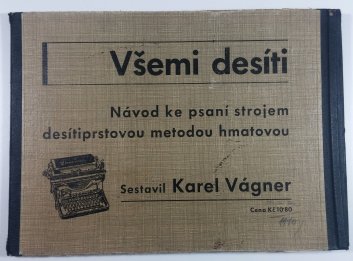 Všemi desíti
Návod ke psaní strojem
desítiprstovou metodou hmatovou
Sestavil Karel Vágner
Cena Kč 10·80